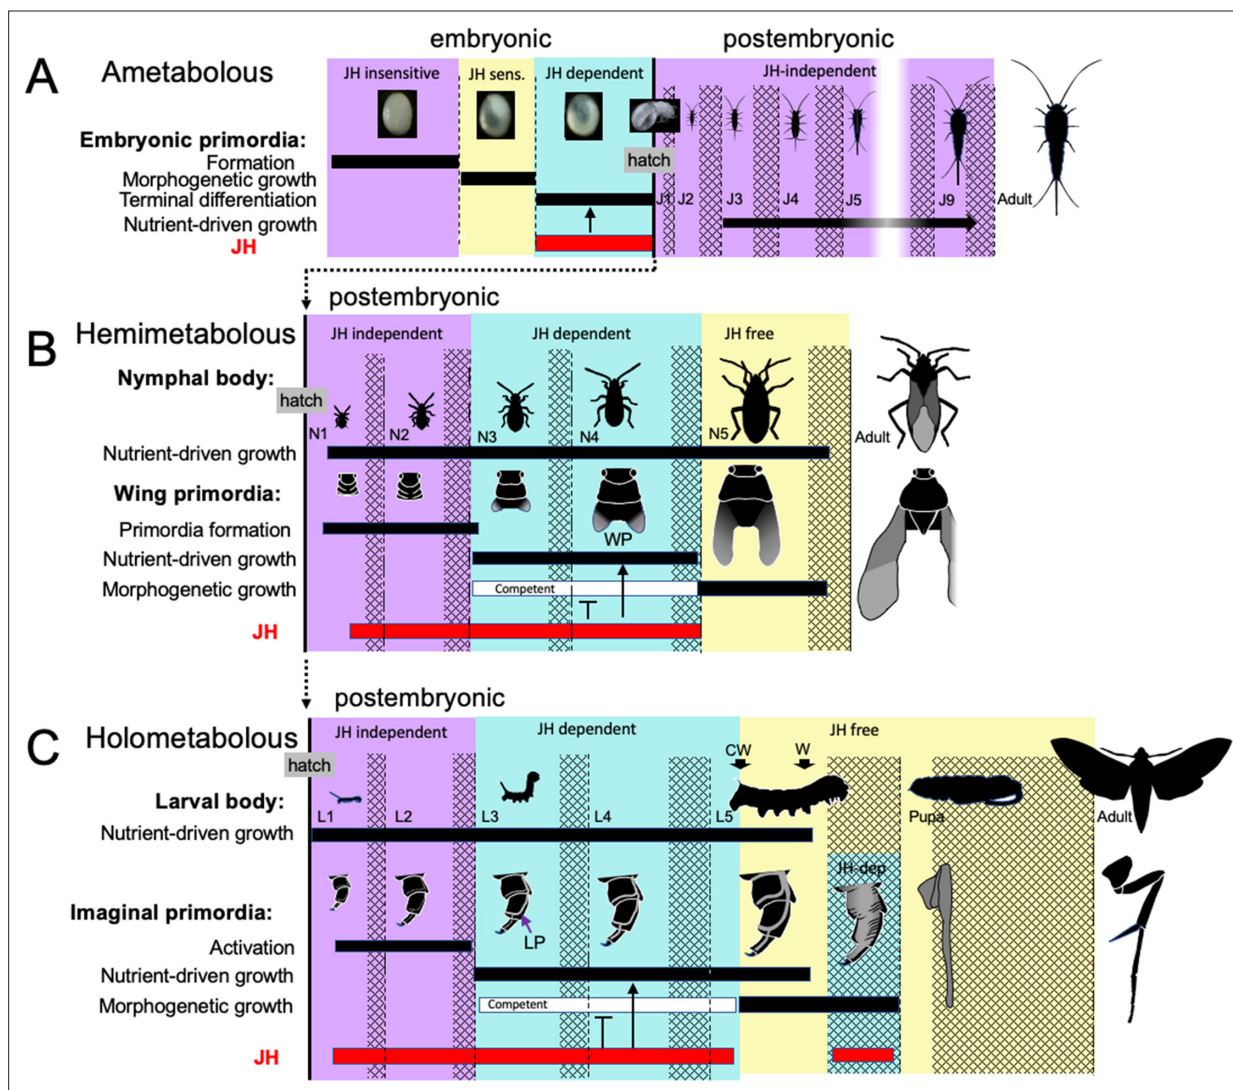 embryonic
postembryonic
A
Ametabolous
JH insensitive
JH sens.
JH dependent
JH-independent
Embryonic primordia:
hatch
Formation
Morphogenetic growth
Terminal differentiation
J1 J2 J3 J4 J5 J9 Adult
Nutrient-driven growth
JH
postembryonic
B
Hemimetabolous
JH independent
JH dependent
JH free
Nymphal body:
hatch
N1 N2 N3 N4 N5 Adult
Nutrient-driven growth
Wing primordia:
Primordia formation
WP
Nutrient-driven growth
Morphogenetic growth
Competent
JH
postembryonic
C
Holometabolous
JH independent
JH dependent
JH free
hatch
CW
W
Larval body:
L1 L2 L3 L4 L5 Pupa Adult
Nutrient-driven growth
JH-dep
Imaginal primordia:
LP
Activation
Nutrient-driven growth
Morphogenetic growth
Competent
JH